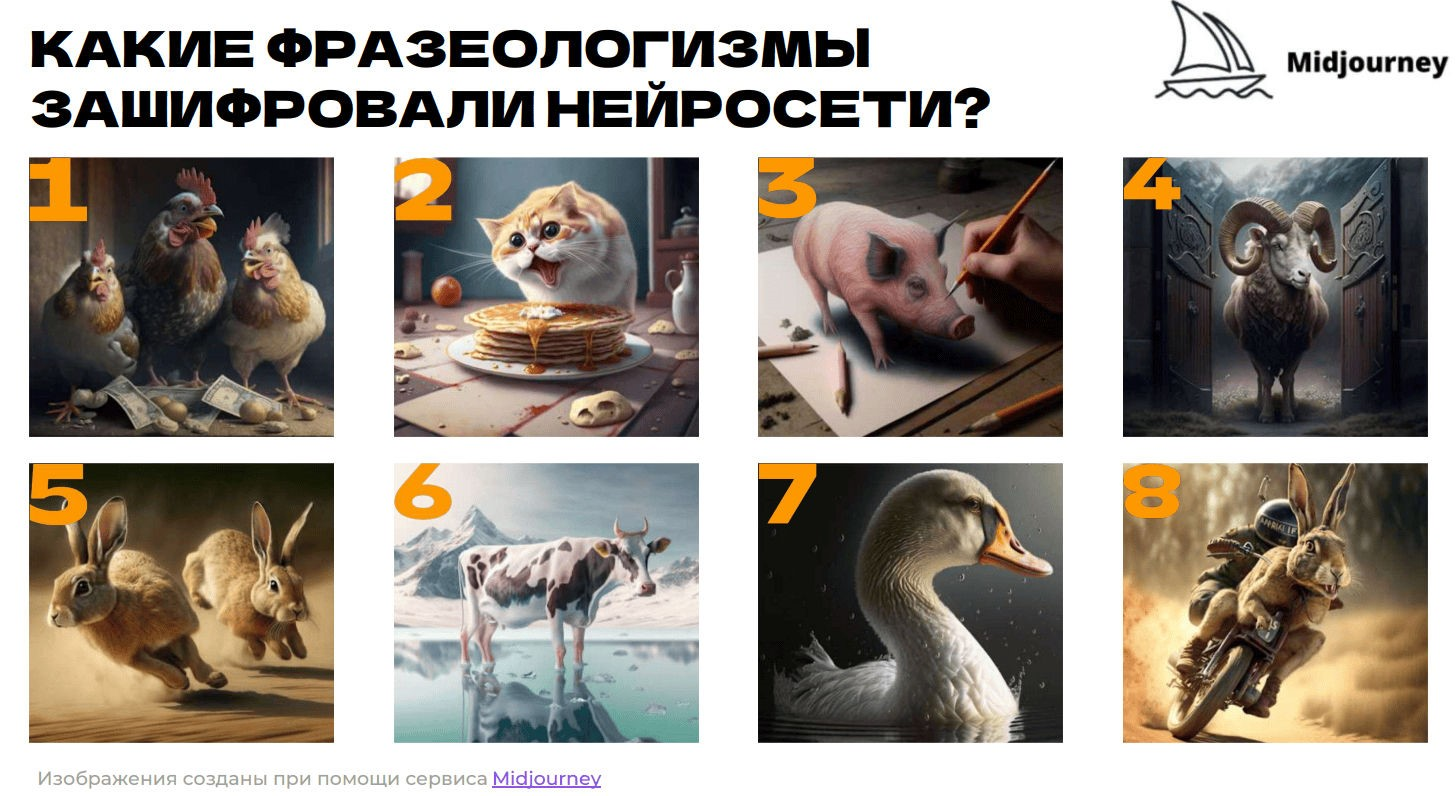 КАКИЕ ФРАЗЕОЛОГИЗМЫ
ЗАШИФРОВАЛИ НЕЙРОСЕТИ?
Midjourney
1
2
3
4
5
6
7
8
Изображения созданы при помощи сервиса Midjourney